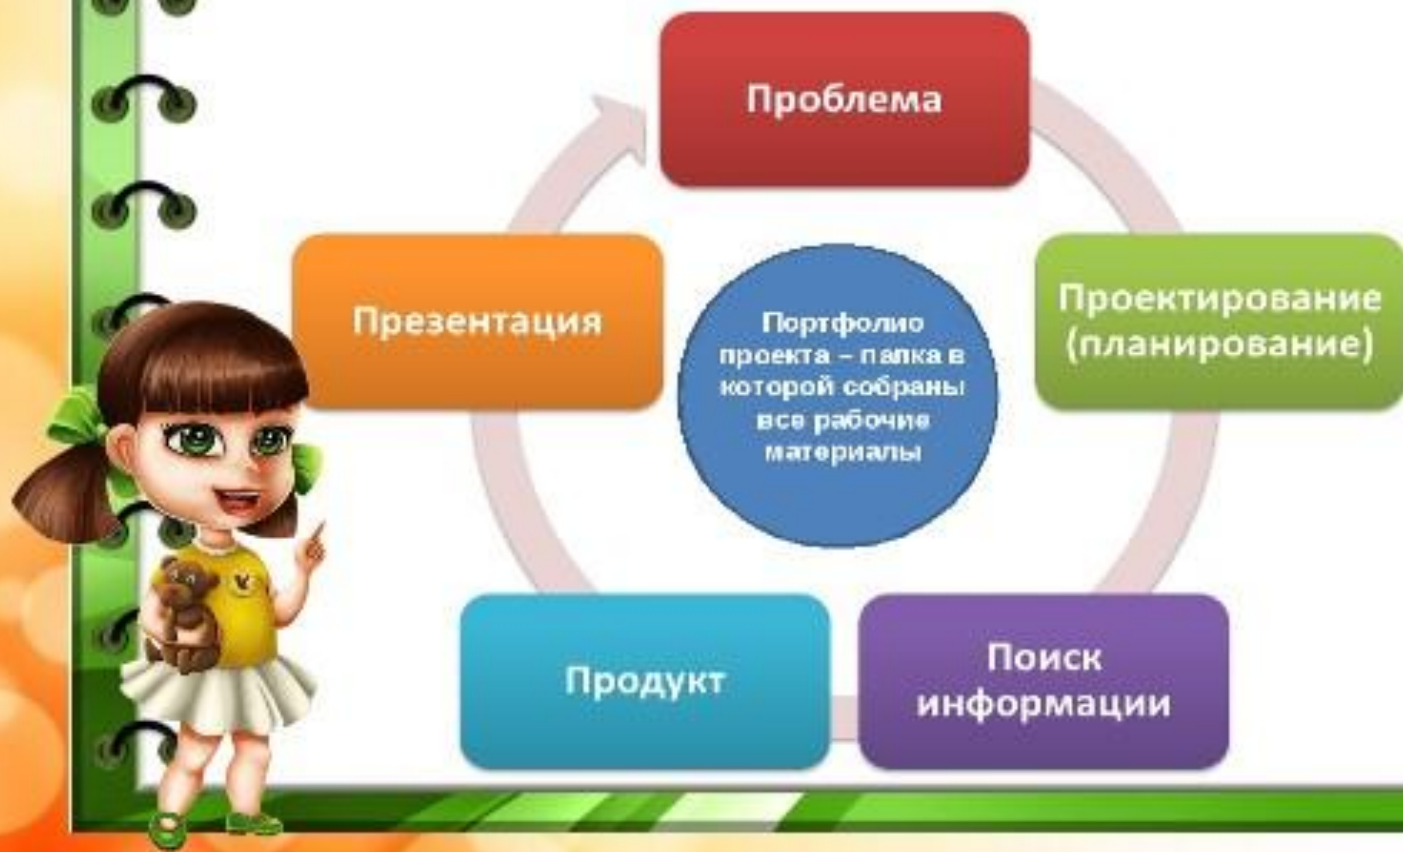 Проблема
Проектирование
(планирование)
Поиск
информации
Продукт
Презентация
Портфолио
проекта – папка в
которой собраны
все рабочие
материалы